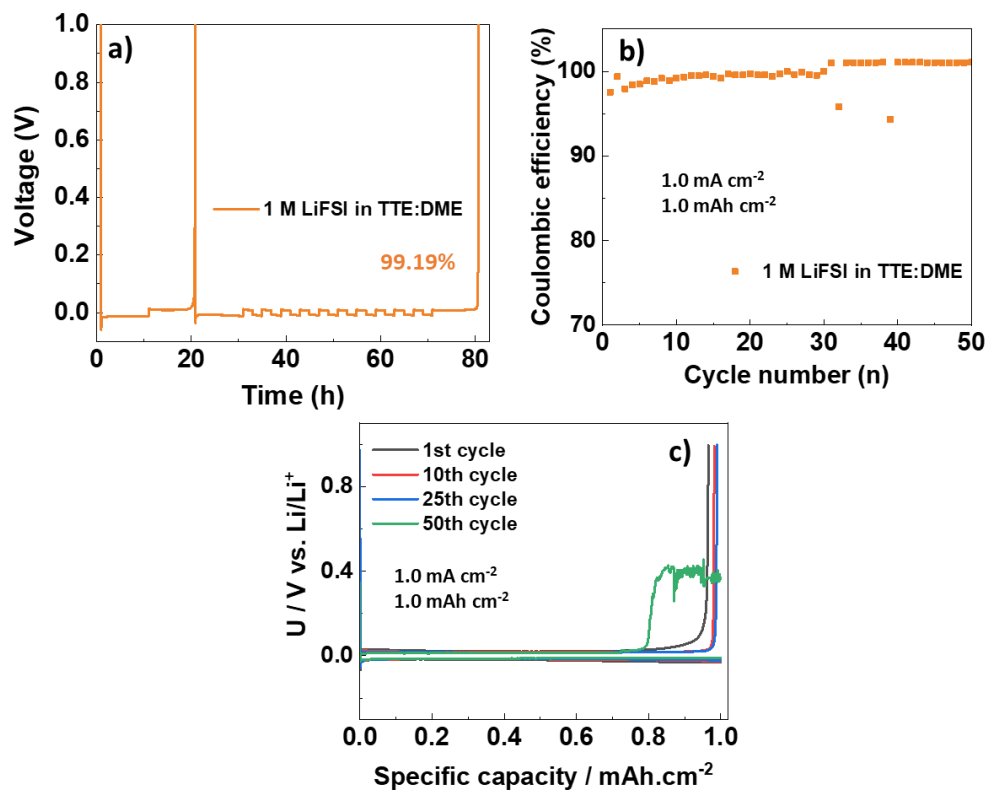 a)
1.0
0.8
0.6
0.4
0.2
0.0
Voltage (V)
1 M LiFSI in TTE:DME
99.19%
0 20 40 60 80
Time (h)
b)
100
90
80
70
Coulombic efficiency (%)
1.0 mA cm⁻²
1.0 mAh cm⁻²
1 M LiFSI in TTE:DME
0 10 20 30 40 50
Cycle number (n)
c)
1st cycle
10th cycle
25th cycle
50th cycle
0.8
0.4
0.0
U / V vs. Li/Li⁺
1.0 mA cm⁻²
1.0 mAh cm⁻²
0.0 0.2 0.4 0.6 0.8 1.0
Specific capacity / mAh.cm⁻²